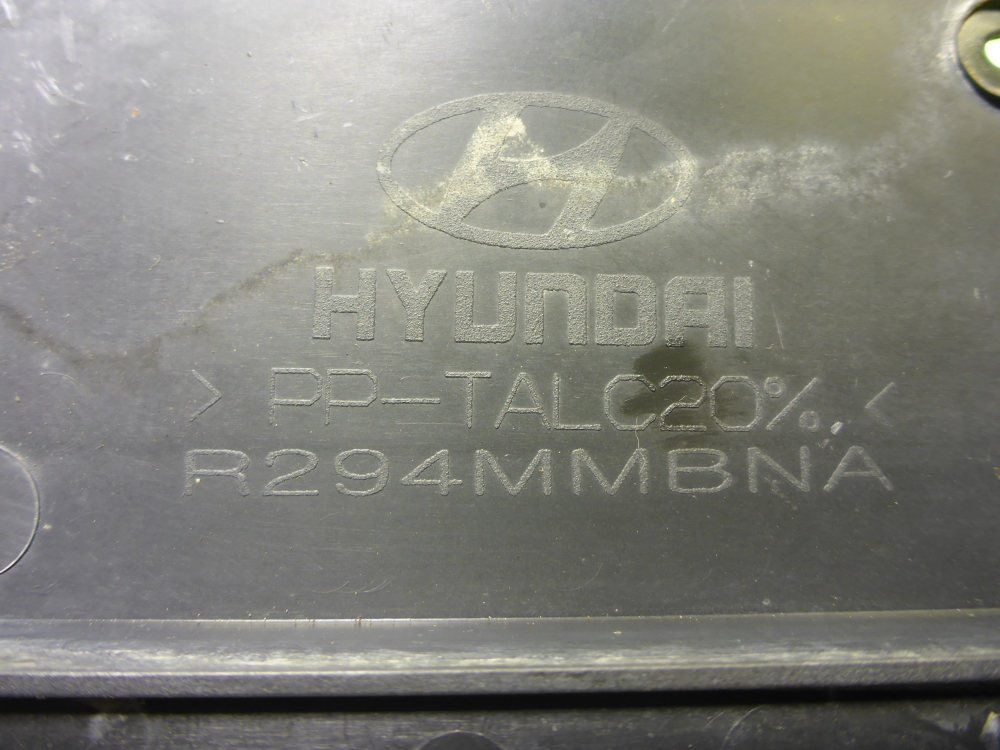 HYUNDAI
> PP-TALC20% <
R294MMBNA